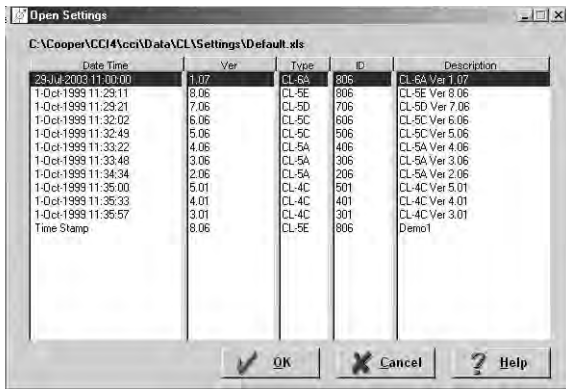 Open Settings
C:\Cooper\CCI4\cci\Data\CL\Settings\Default.xls
Date Time Ver Type ID Description
29-Jul-2003 11:00:00 1.07 CL-6A 806 CL-6A Ver 1.07
1-Oct-1999 11:29:11 8.06 CL-5E 806 CL-5E Ver 8.06
1-Oct-1999 11:29:21 7.06 CL-5D 706 CL-5D Ver 7.06
1-Oct-1999 11:32:02 6.06 CL-5C 606 CL-5C Ver 6.06
1-Oct-1999 11:32:49 5.06 CL-5C 506 CL-5C Ver 5.06
1-Oct-1999 11:33:22 4.06 CL-5A 406 CL-5A Ver 4.06
1-Oct-1999 11:33:48 3.06 CL-5A 306 CL-5A Ver 3.06
1-Oct-1999 11:34:34 2.06 CL-5A 206 CL-5A Ver 2.06
1-Oct-1999 11:35:00 5.01 CL-4C 501 CL-4C Ver 5.01
1-Oct-1999 11:35:33 4.01 CL-4C 401 CL-4C Ver 4.01
1-Oct-1999 11:35:57 3.01 CL-4C 301 CL-4C Ver 3.01
Time Stamp 8.06 CL-5E 806 Demo1
OK Cancel Help